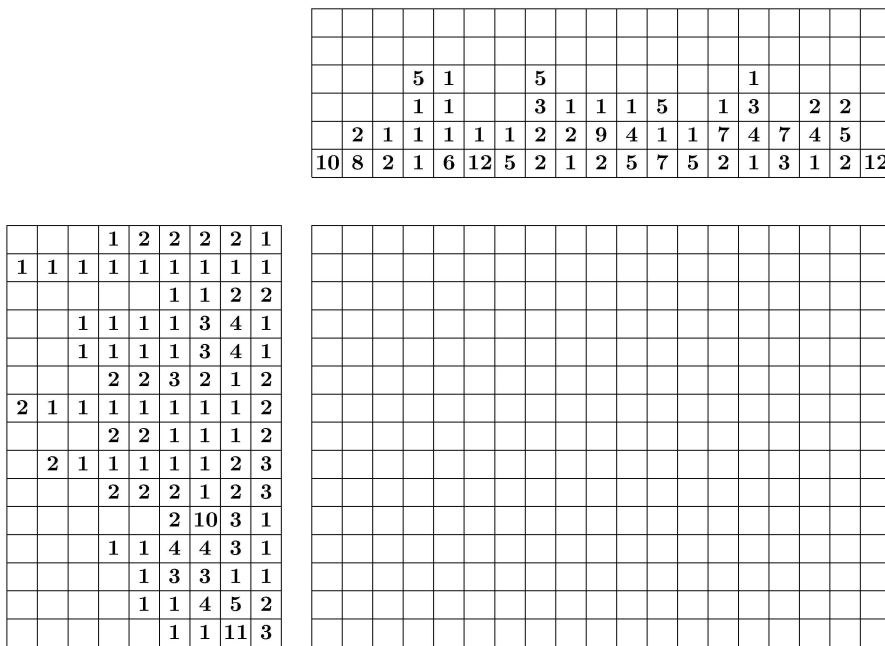 5 1 5 1
1 1 3 1 1 1 5 1 3 2 2
2 1 1 1 1 1 2 2 9 4 1 1 7 4 7 4 5
10 8 2 1 6 12 5 2 1 2 5 7 5 2 1 3 1 2 12
1 2 2 2 2 1
1 1 1 1 1 1 1 1 1
1 1 2 2
1 1 1 1 3 4 1
1 1 1 1 3 4 1
2 2 3 2 1 2
2 1 1 1 1 1 1 1 2
2 2 1 1 1 2
2 1 1 1 1 1 2 3
2 2 2 1 2 3
2 10 3 1
1 1 4 4 3 1
1 3 3 1 1
1 1 4 5 2
1 1 11 3